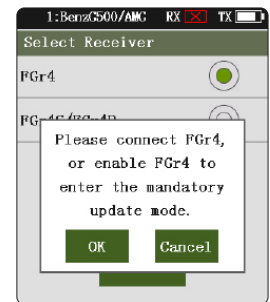 1:BenzG500/AMG RX TX
Select Receiver
FGr4
Please connect FGr4,
or enable FGr4 to
enter the mandatory
update mode.
OK Cancel